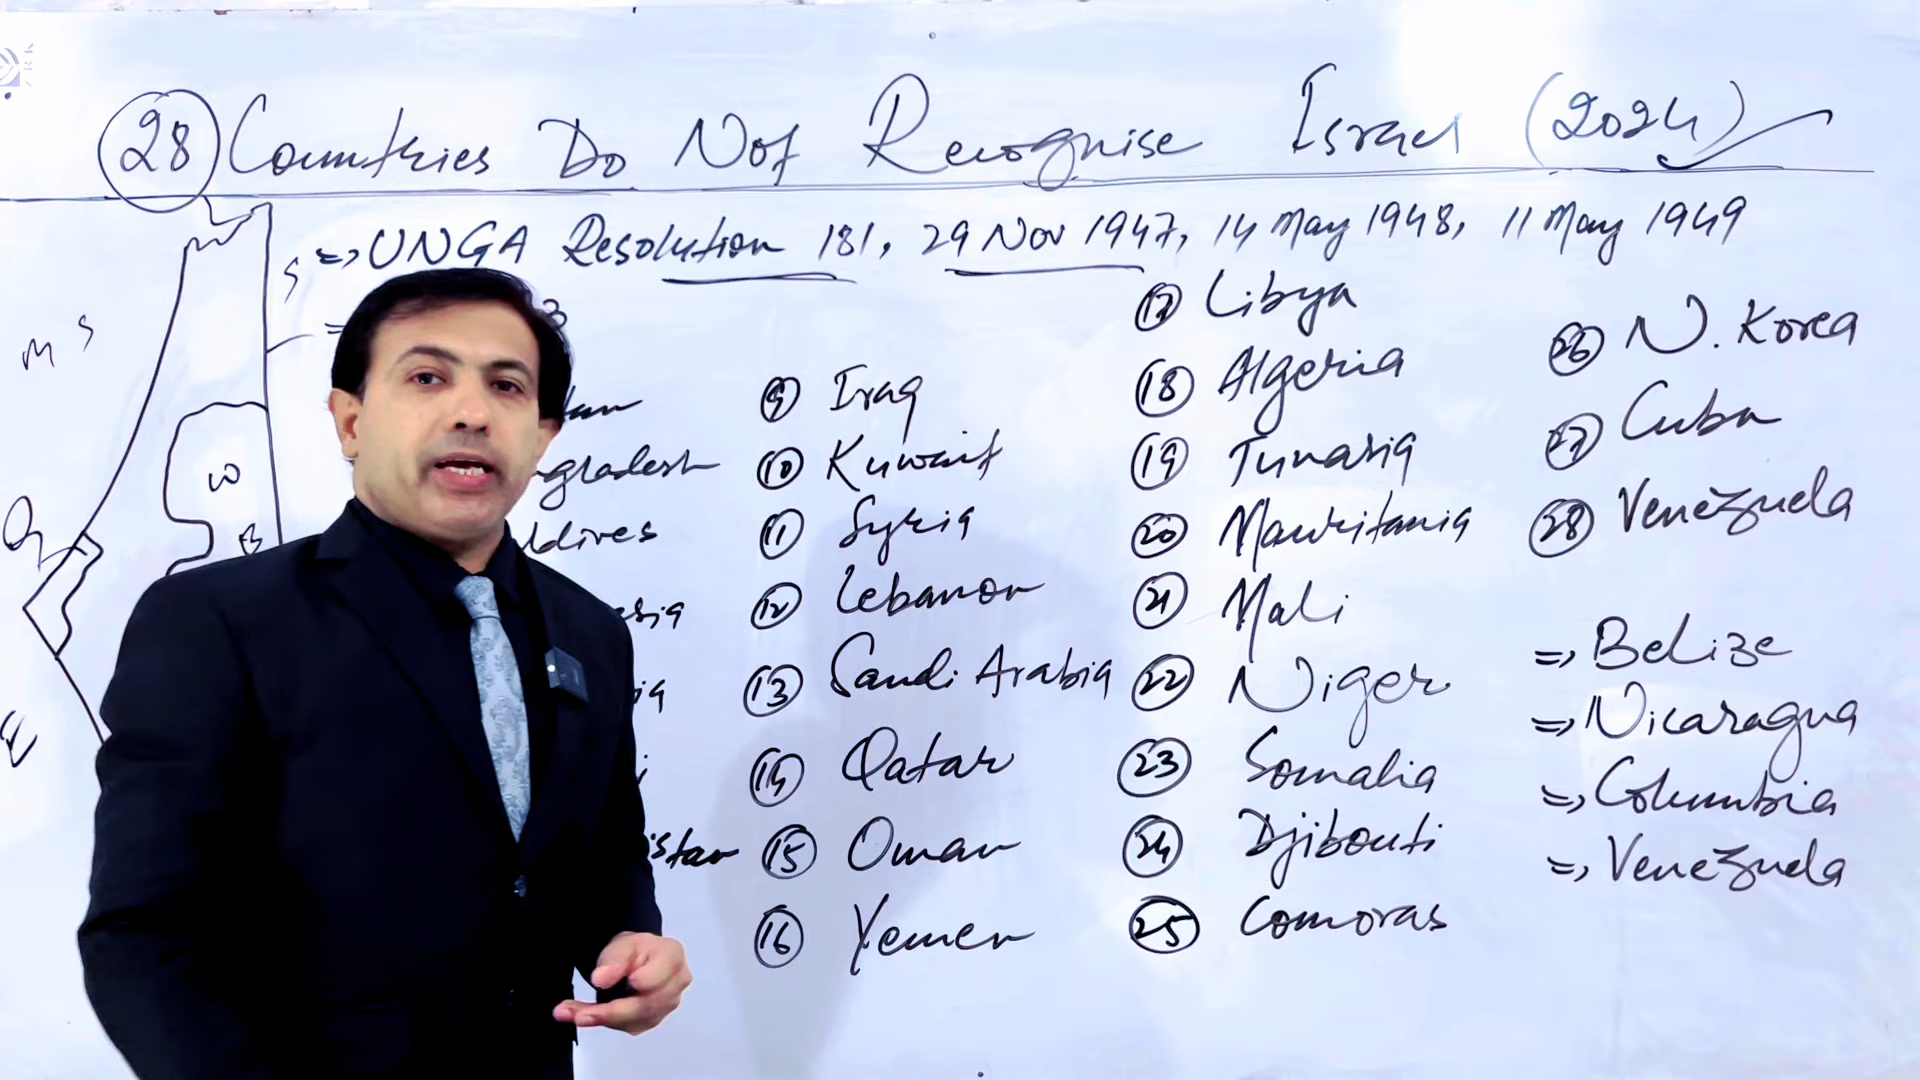 28 Countries Do Not Recognise Israel (2024)
=> UNGA Resolution 181, 29 Nov 1947, 14 May 1948, 11 May 1949
S
M S
W
B
G
E
9 Iraq
10 Kuwait
11 Syria
12 Lebanon
13 Saudi Arabia
14 Qatar
15 Oman
16 Yemen
17 Libya
18 Algeria
19 Tunasia
20 Mauritania
21 Mali
22 Niger
23 Somalia
24 Djibouti
25 Comoras
26 N. Korea
27 Cuba
28 Venezuela
=> Belize
=> Nicaragua
=> Columbia
=> Venezuela